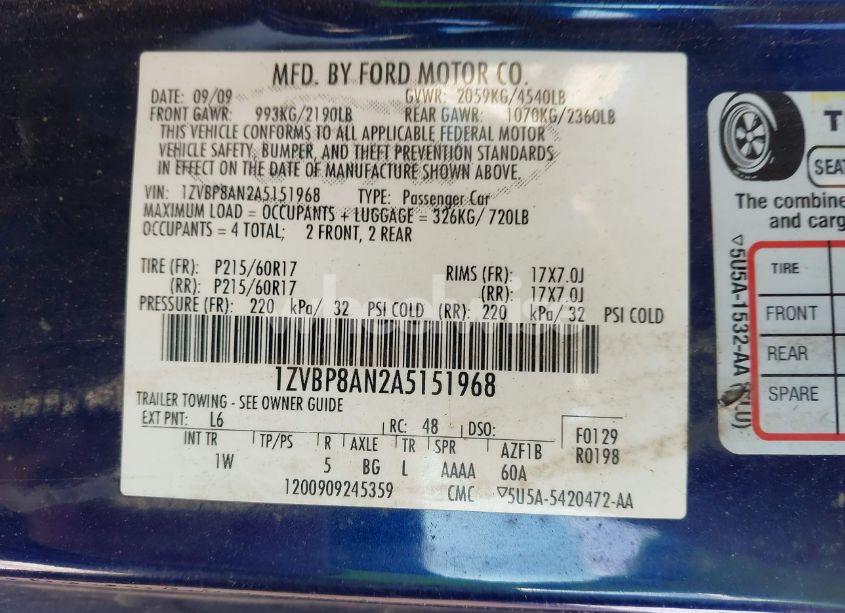 MFD. BY FORD MOTOR CO.
DATE: 09/09 GVWR: 2059KG/4540LB
FRONT GAWR: 993KG/2190LB REAR GAWR: 1070KG/2360LB
THIS VEHICLE CONFORMS TO ALL APPLICABLE FEDERAL MOTOR
VEHICLE SAFETY, BUMPER, AND THEFT PREVENTION STANDARDS
IN EFFECT ON THE DATE OF MANUFACTURE SHOWN ABOVE.
VIN: 1ZVBP8AN2A5151968 TYPE: Passenger Car
MAXIMUM LOAD = OCCUPANTS + LUGGAGE = 326KG/ 720LB
OCCUPANTS = 4 TOTAL; 2 FRONT, 2 REAR
TIRE (FR): P215/60R17 RIMS (FR): 17X7.0J
(RR): P215/60R17 (RR): 17X7.0J
PRESSURE (FR): 220 kPa/ 32 PSI COLD (RR): 220 kPa/ 32 PSI COLD
1ZVBP8AN2A5151968
TRAILER TOWING - SEE OWNER GUIDE
EXT PNT: L6 RC: 48 DSO: F0129
INT TR TP/PS R AXLE TR SPR AZF1B R0198
1W 5 BG L AAAA 60A
1200909245359 CMC ▽5U5A-5420472-AA
T
SEAT
The combine
and carg
TIRE
FRONT
REAR
SPARE
▽5U5A-1532-AA